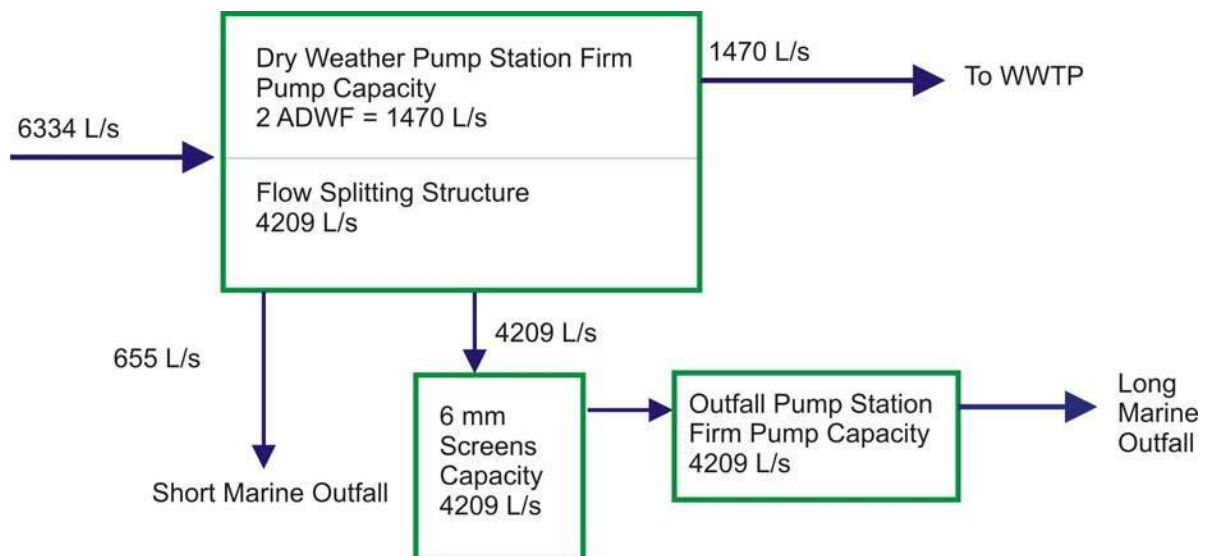 Dry Weather Pump Station Firm
Pump Capacity
2 ADWF = 1470 L/s
1470 L/s
To WWTP
6334 L/s
Flow Splitting Structure
4209 L/s
655 L/s
4209 L/s
Short Marine Outfall
6 mm
Screens
Capacity
4209 L/s
Outfall Pump Station
Firm Pump Capacity
4209 L/s
Long
Marine
Outfall